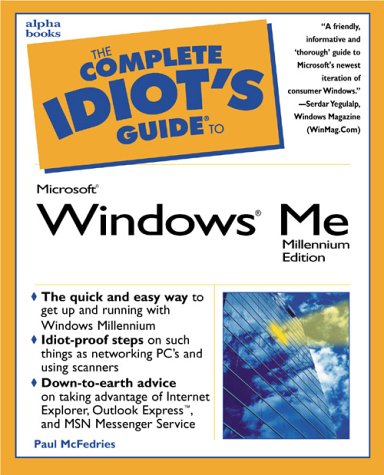 alpha
books
THE
COMPLETE
IDIOT'S
GUIDE® TO
“A friendly,
informative and
‘thorough’ guide to
Microsoft's newest
iteration of
consumer Windows.”
—Serdar Yegulalp,
Windows Magazine
(WinMag.Com)
Microsoft®
Windows® Me
Millennium
Edition
♦ The quick and easy way to
get up and running with
Windows Millennium
♦ Idiot-proof steps on such
things as networking PC's and
using scanners
♦ Down-to-earth advice
on taking advantage of Internet
Explorer, Outlook Express™,
and MSN Messenger Service
Paul McFedries